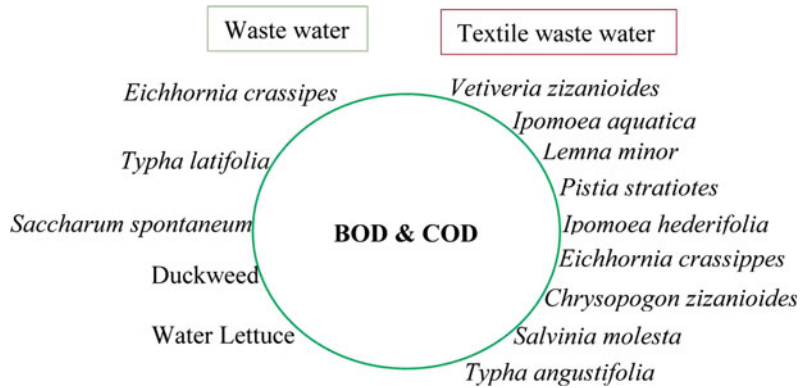 Waste water
Textile waste water
Eichhornia crassipes
Typha latifolia
Saccharum spontaneum
Duckweed
Water Lettuce
BOD & COD
Vetiveria zizanioides
Ipomoea aquatica
Lemna minor
Pistia stratiotes
Ipomoea hederifolia
Eichhornia crassippes
Chrysopogon zizanioides
Salvinia molesta
Typha angustifolia